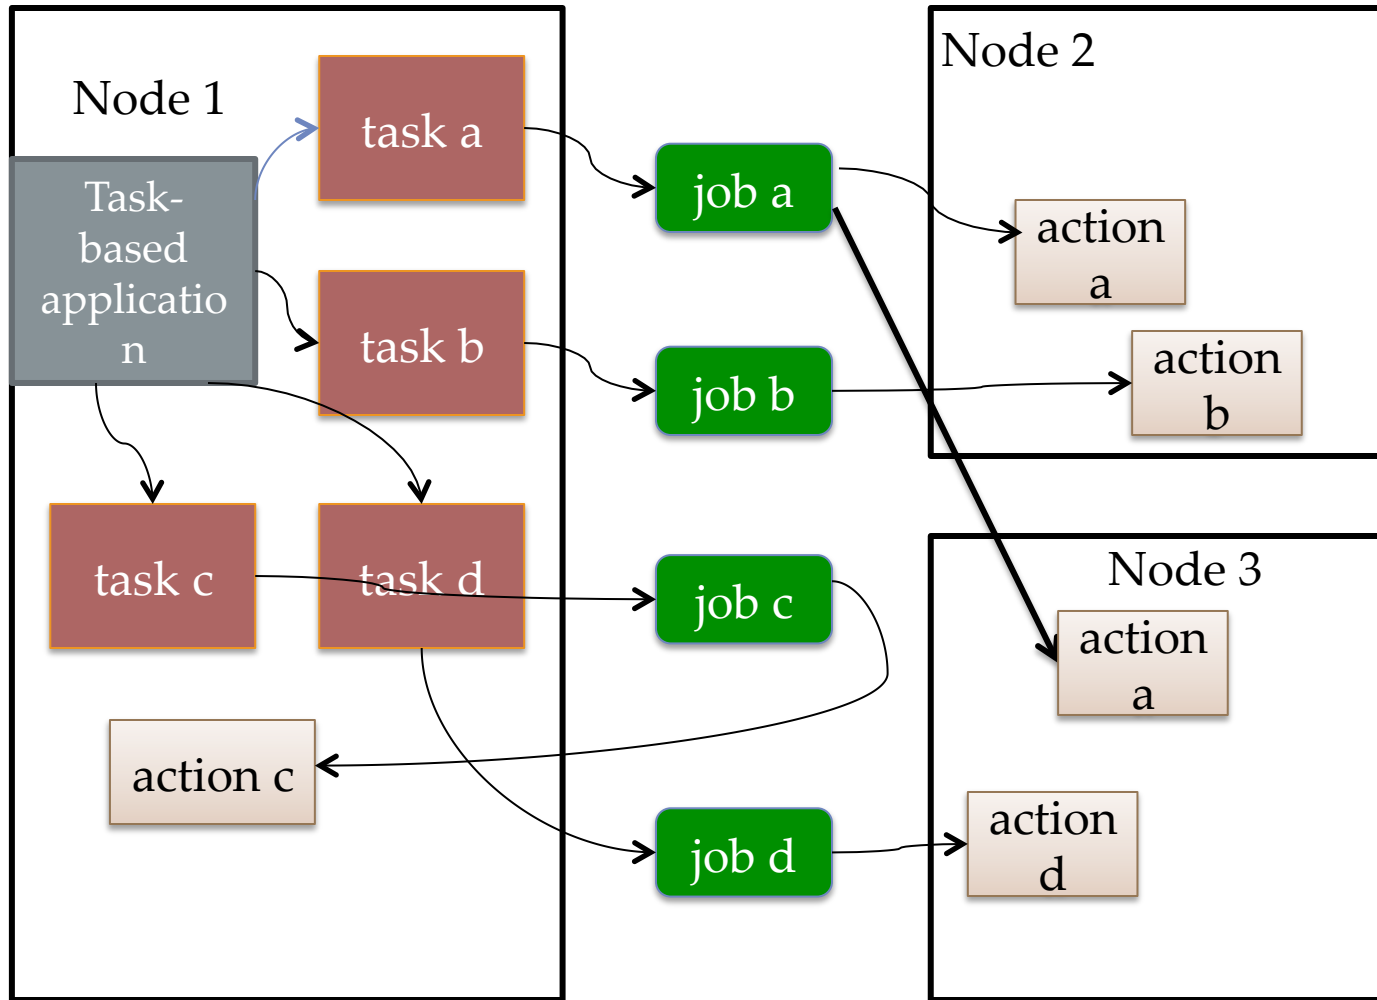 Node 1
Task-
based
applicatio
n
task a
task b
task c
task d
action c
job a
job b
job c
job d
Node 2
action
a
action
b
Node 3
action
a
action
d